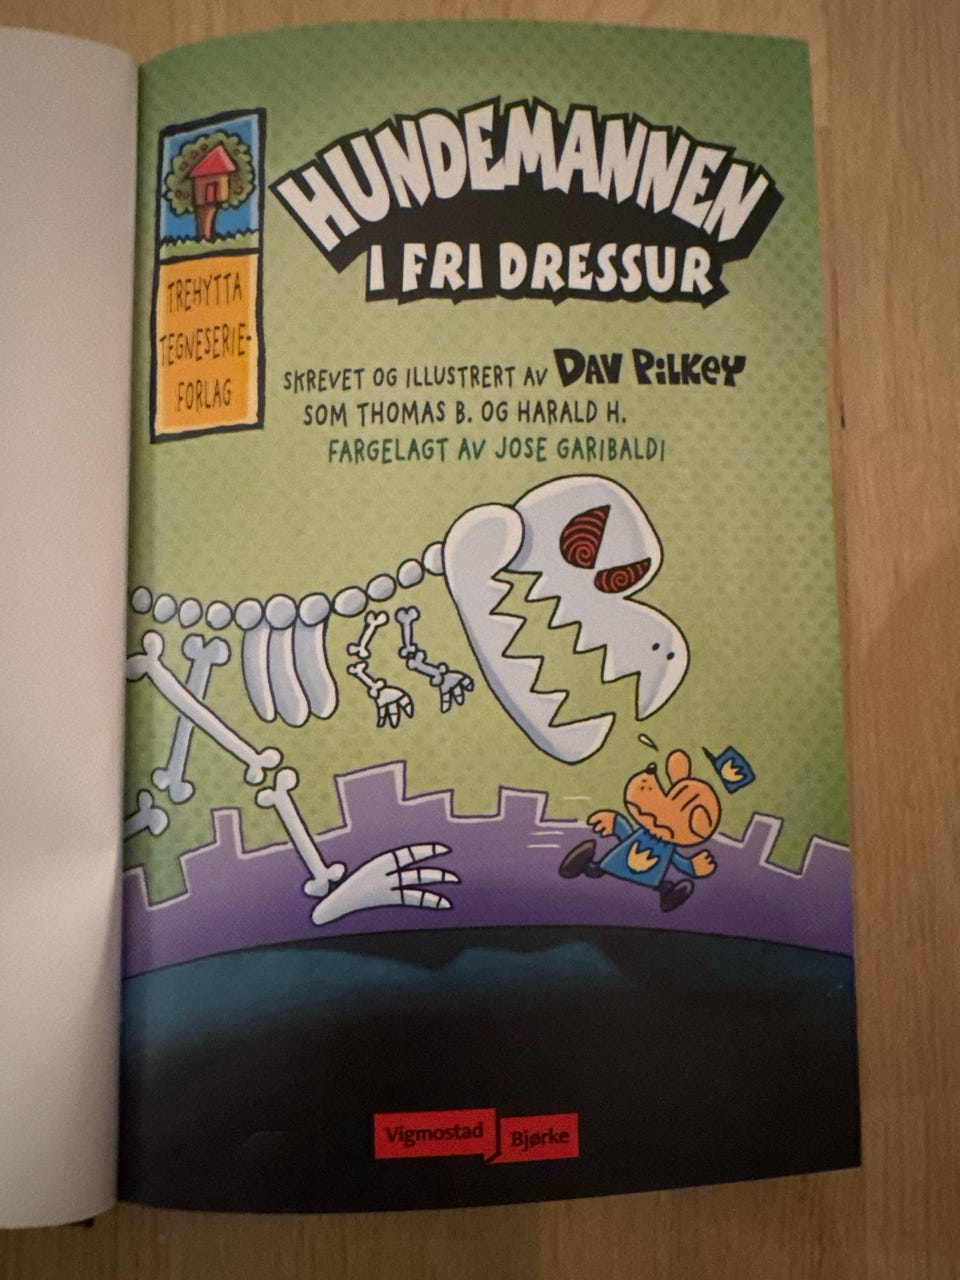 HUNDEMANNEN
I FRI DRESSUR
TREHYTTA
TEGNESERIE-
FORLAG
SKREVET OG ILLUSTRERT AV DAV PILKEY
SOM THOMAS B. OG HARALD H.
FARGELAGT AV JOSE GARIBALDI
Vigmostad Bjørke